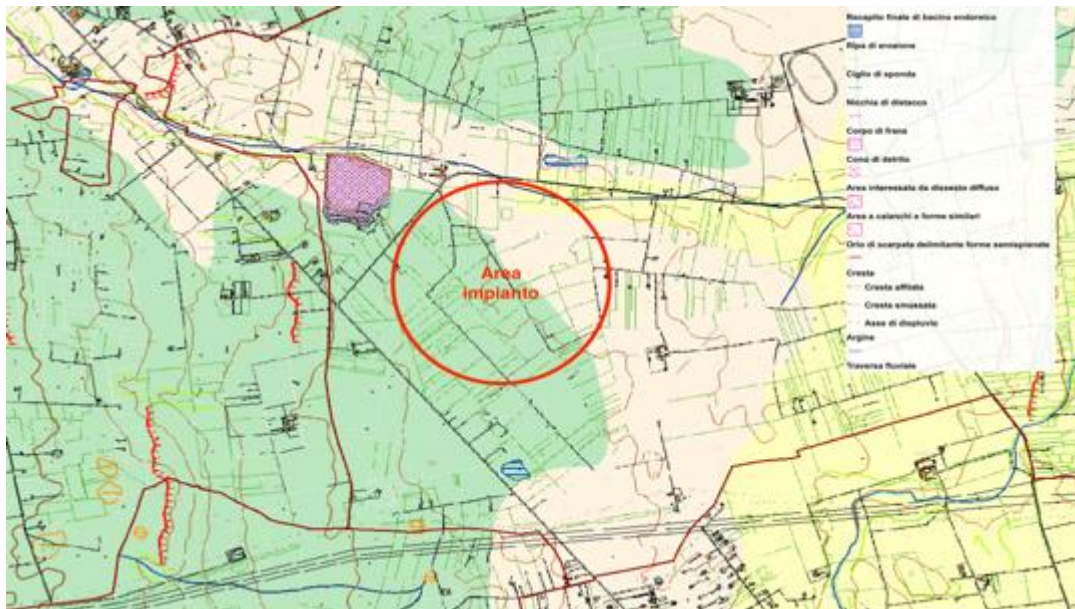 Recapito finale di bacino endoreico
Ripa di erosione
Ciglio di sponda
Nicchia di distacco
Corpo di frana
Cono di detrito
Area interessata da dissesto diffuso
Area a calanchi e forme similari
Orlo di scarpata delimitante forme semispianate
Cresta
Cresta affilata
Cresta smussata
Asse di displuvio
Argine
Traversa fluviale
Area
impianto